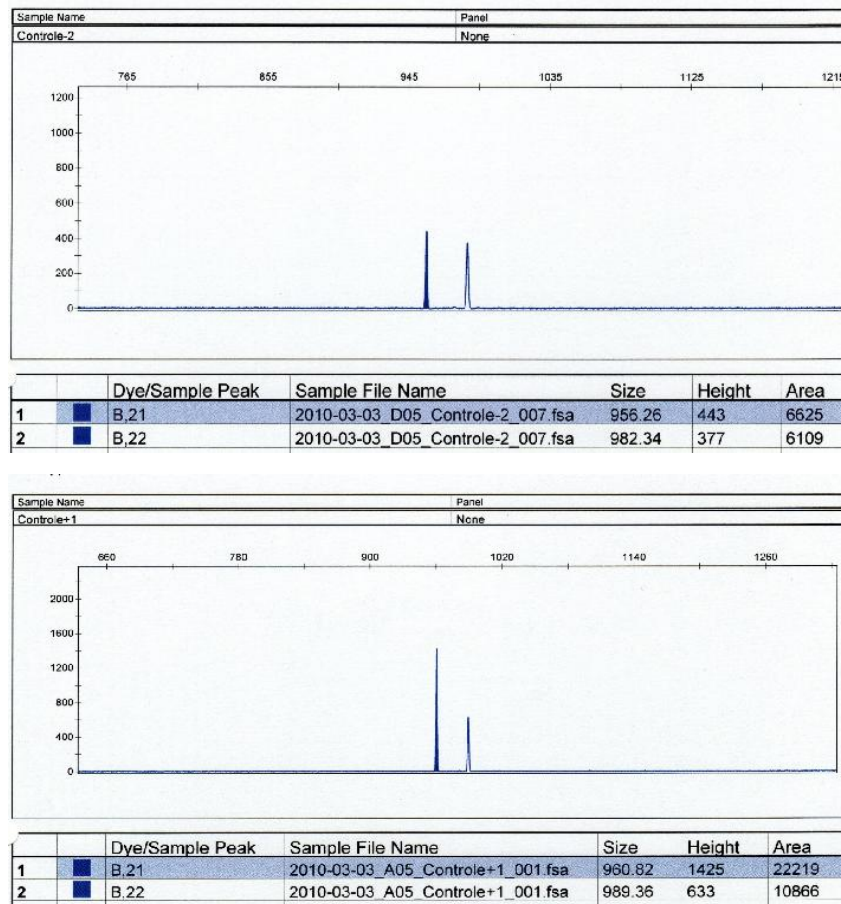 Sample Name Panel
Controle-2 None
765 855 945 1035 1125 1215
1200
1000
800
600
400
200
0
Dye/Sample Peak Sample File Name Size Height Area
1 B,21 2010-03-03_D05_Controle-2_007.fsa 956.26 443 6625
2 B,22 2010-03-03_D05_Controle-2_007.fsa 982.34 377 6109
Sample Name Panel
Controle+1 None
660 780 900 1020 1140 1260
2000
1600
1200
800
400
0
Dye/Sample Peak Sample File Name Size Height Area
1 B,21 2010-03-03_A05_Controle+1_001.fsa 960.82 1425 22219
2 B,22 2010-03-03_A05_Controle+1_001.fsa 989.36 633 10866